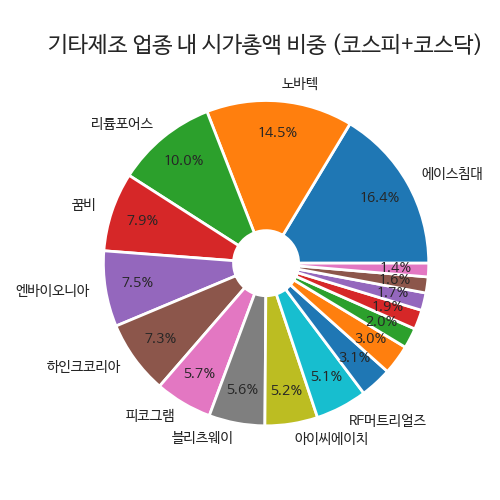 기타제조 업종 내 시가총액 비중 (코스피+코스닥)
노바텍
리튬포어스
에이스침대
꿈비
엔바이오니아
하인크코리아
피코그램
블리츠웨이
아이씨에이치
RF머트리얼즈
16.4%
14.5%
10.0%
7.9%
7.5%
7.3%
5.7%
5.6%
5.2%
5.1%
3.1%
3.0%
2.0%
1.9%
1.7%
1.6%
1.4%